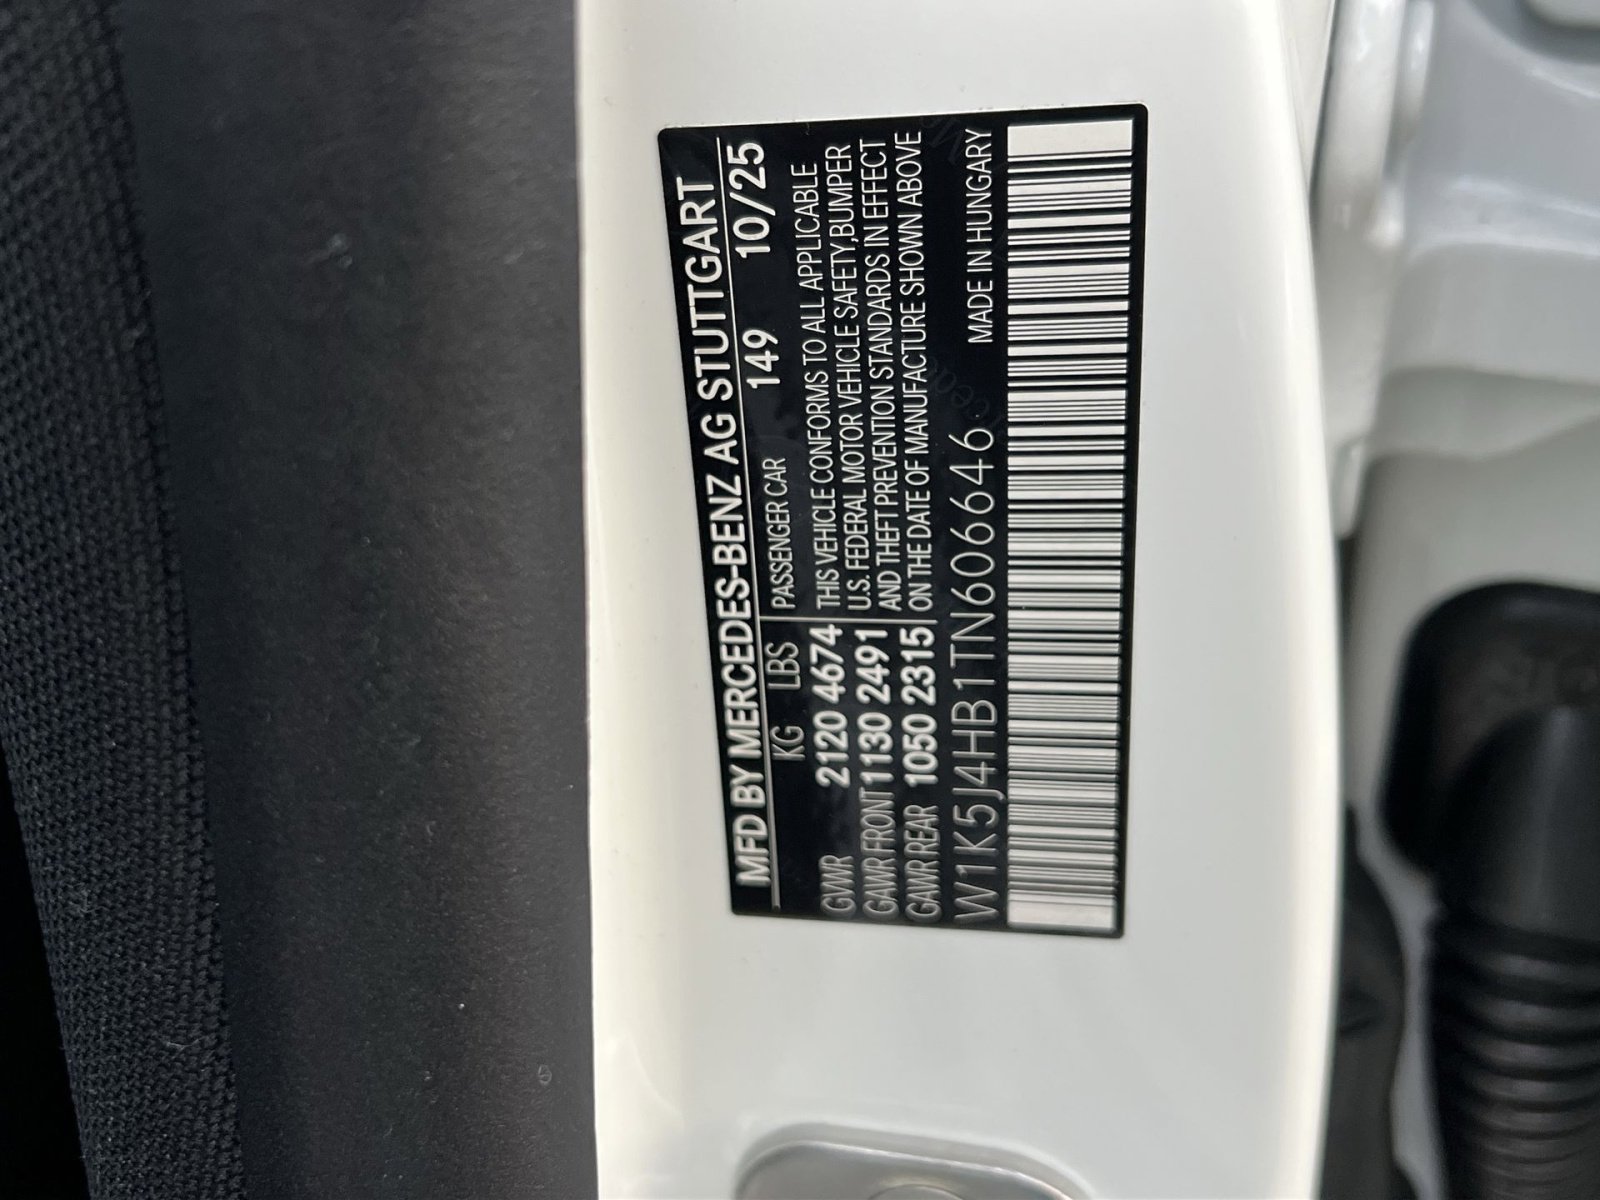 MFD BY MERCEDES-BENZ AG STUTTGART
KG LBS PASSENGER CAR 149 10/25
GVWR 2120 4674 THIS VEHICLE CONFORMS TO ALL APPLICABLE
GAWR FRONT 1130 2491 U.S. FEDERAL MOTOR VEHICLE SAFETY,BUMPER
GAWR REAR 1050 2315 AND THEFT PREVENTION STANDARDS IN EFFECT
ON THE DATE OF MANUFACTURE SHOWN ABOVE
W1K5J4HB1TN606646 MADE IN HUNGARY